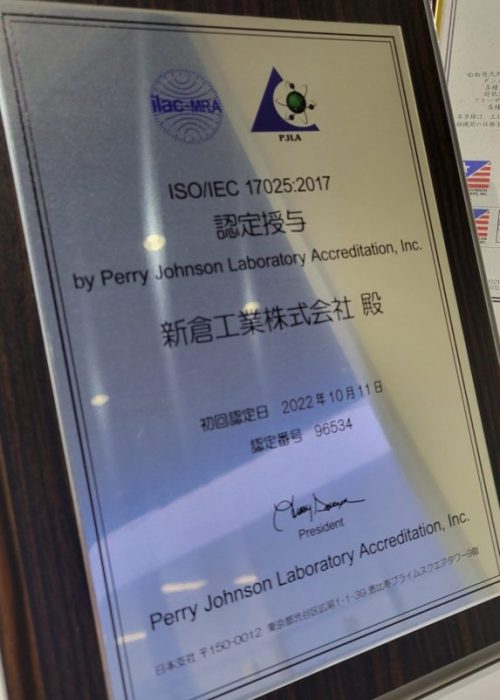 ilac-MRA
PJLA
ISO/IEC 17025:2017
認定授与
by Perry Johnson Laboratory Accreditation, Inc.
新倉工業株式会社 殿
初回認定日 2022年10月11日
認定番号 96534
President
Perry Johnson Laboratory Accreditation, Inc.
日本支社 〒150-0012 東京都渋谷区広尾1-1-39 恵比寿プライムスクエアタワー9階